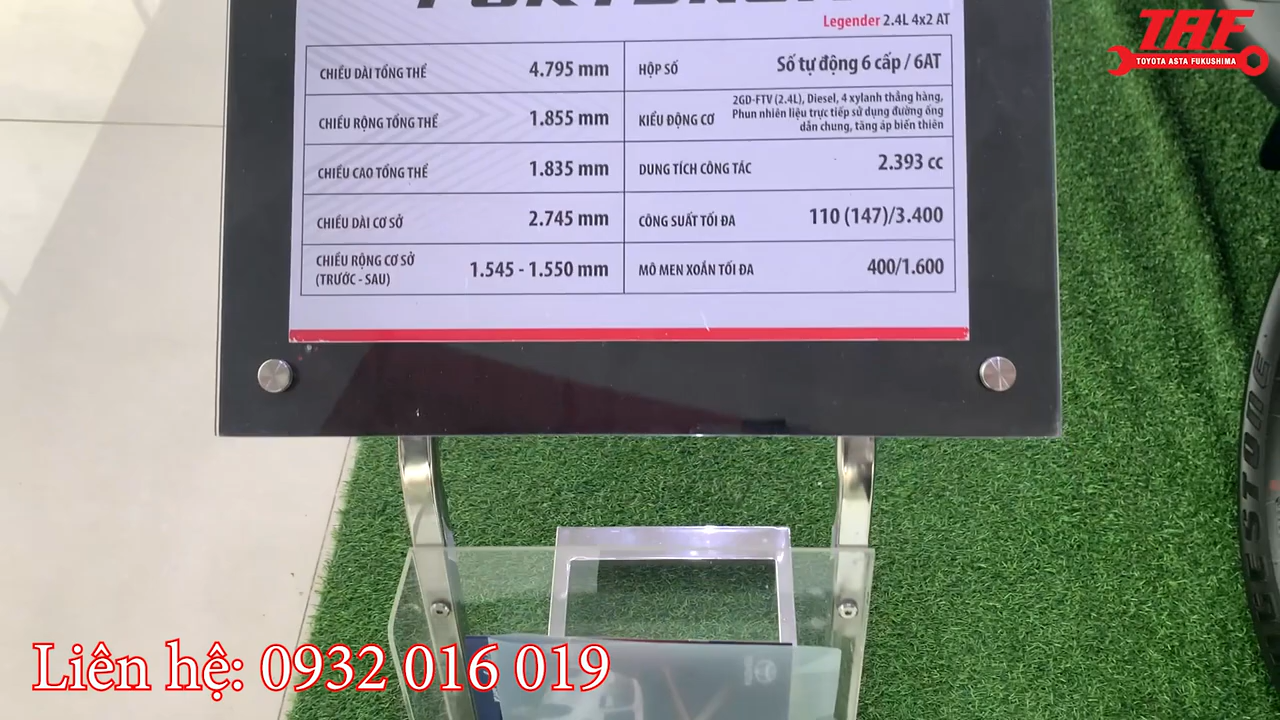 FORTUNER
Legender 2.4L 4x2 AT
TAF
TOYOTA ASTA FUKUSHIMA
CHIỀU DÀI TỔNG THỂ 4.795 mm
HỘP SỐ Số tự động 6 cấp / 6AT
CHIỀU RỘNG TỔNG THỂ 1.855 mm
KIỂU ĐỘNG CƠ
2GD-FTV (2.4L), Diesel, 4 xylanh thẳng hàng,
Phun nhiên liệu trực tiếp sử dụng đường ống
dẫn chung, tăng áp biến thiên
CHIỀU CAO TỔNG THỂ 1.835 mm
DUNG TÍCH CÔNG TÁC 2.393 cc
CHIỀU DÀI CƠ SỞ 2.745 mm
CÔNG SUẤT TỐI ĐA 110 (147)/3.400
CHIỀU RỘNG CƠ SỞ
(TRƯỚC - SAU) 1.545 - 1.550 mm
MÔ MEN XOẮN TỐI ĐA 400/1.600
Liên hệ: 0932 016 019